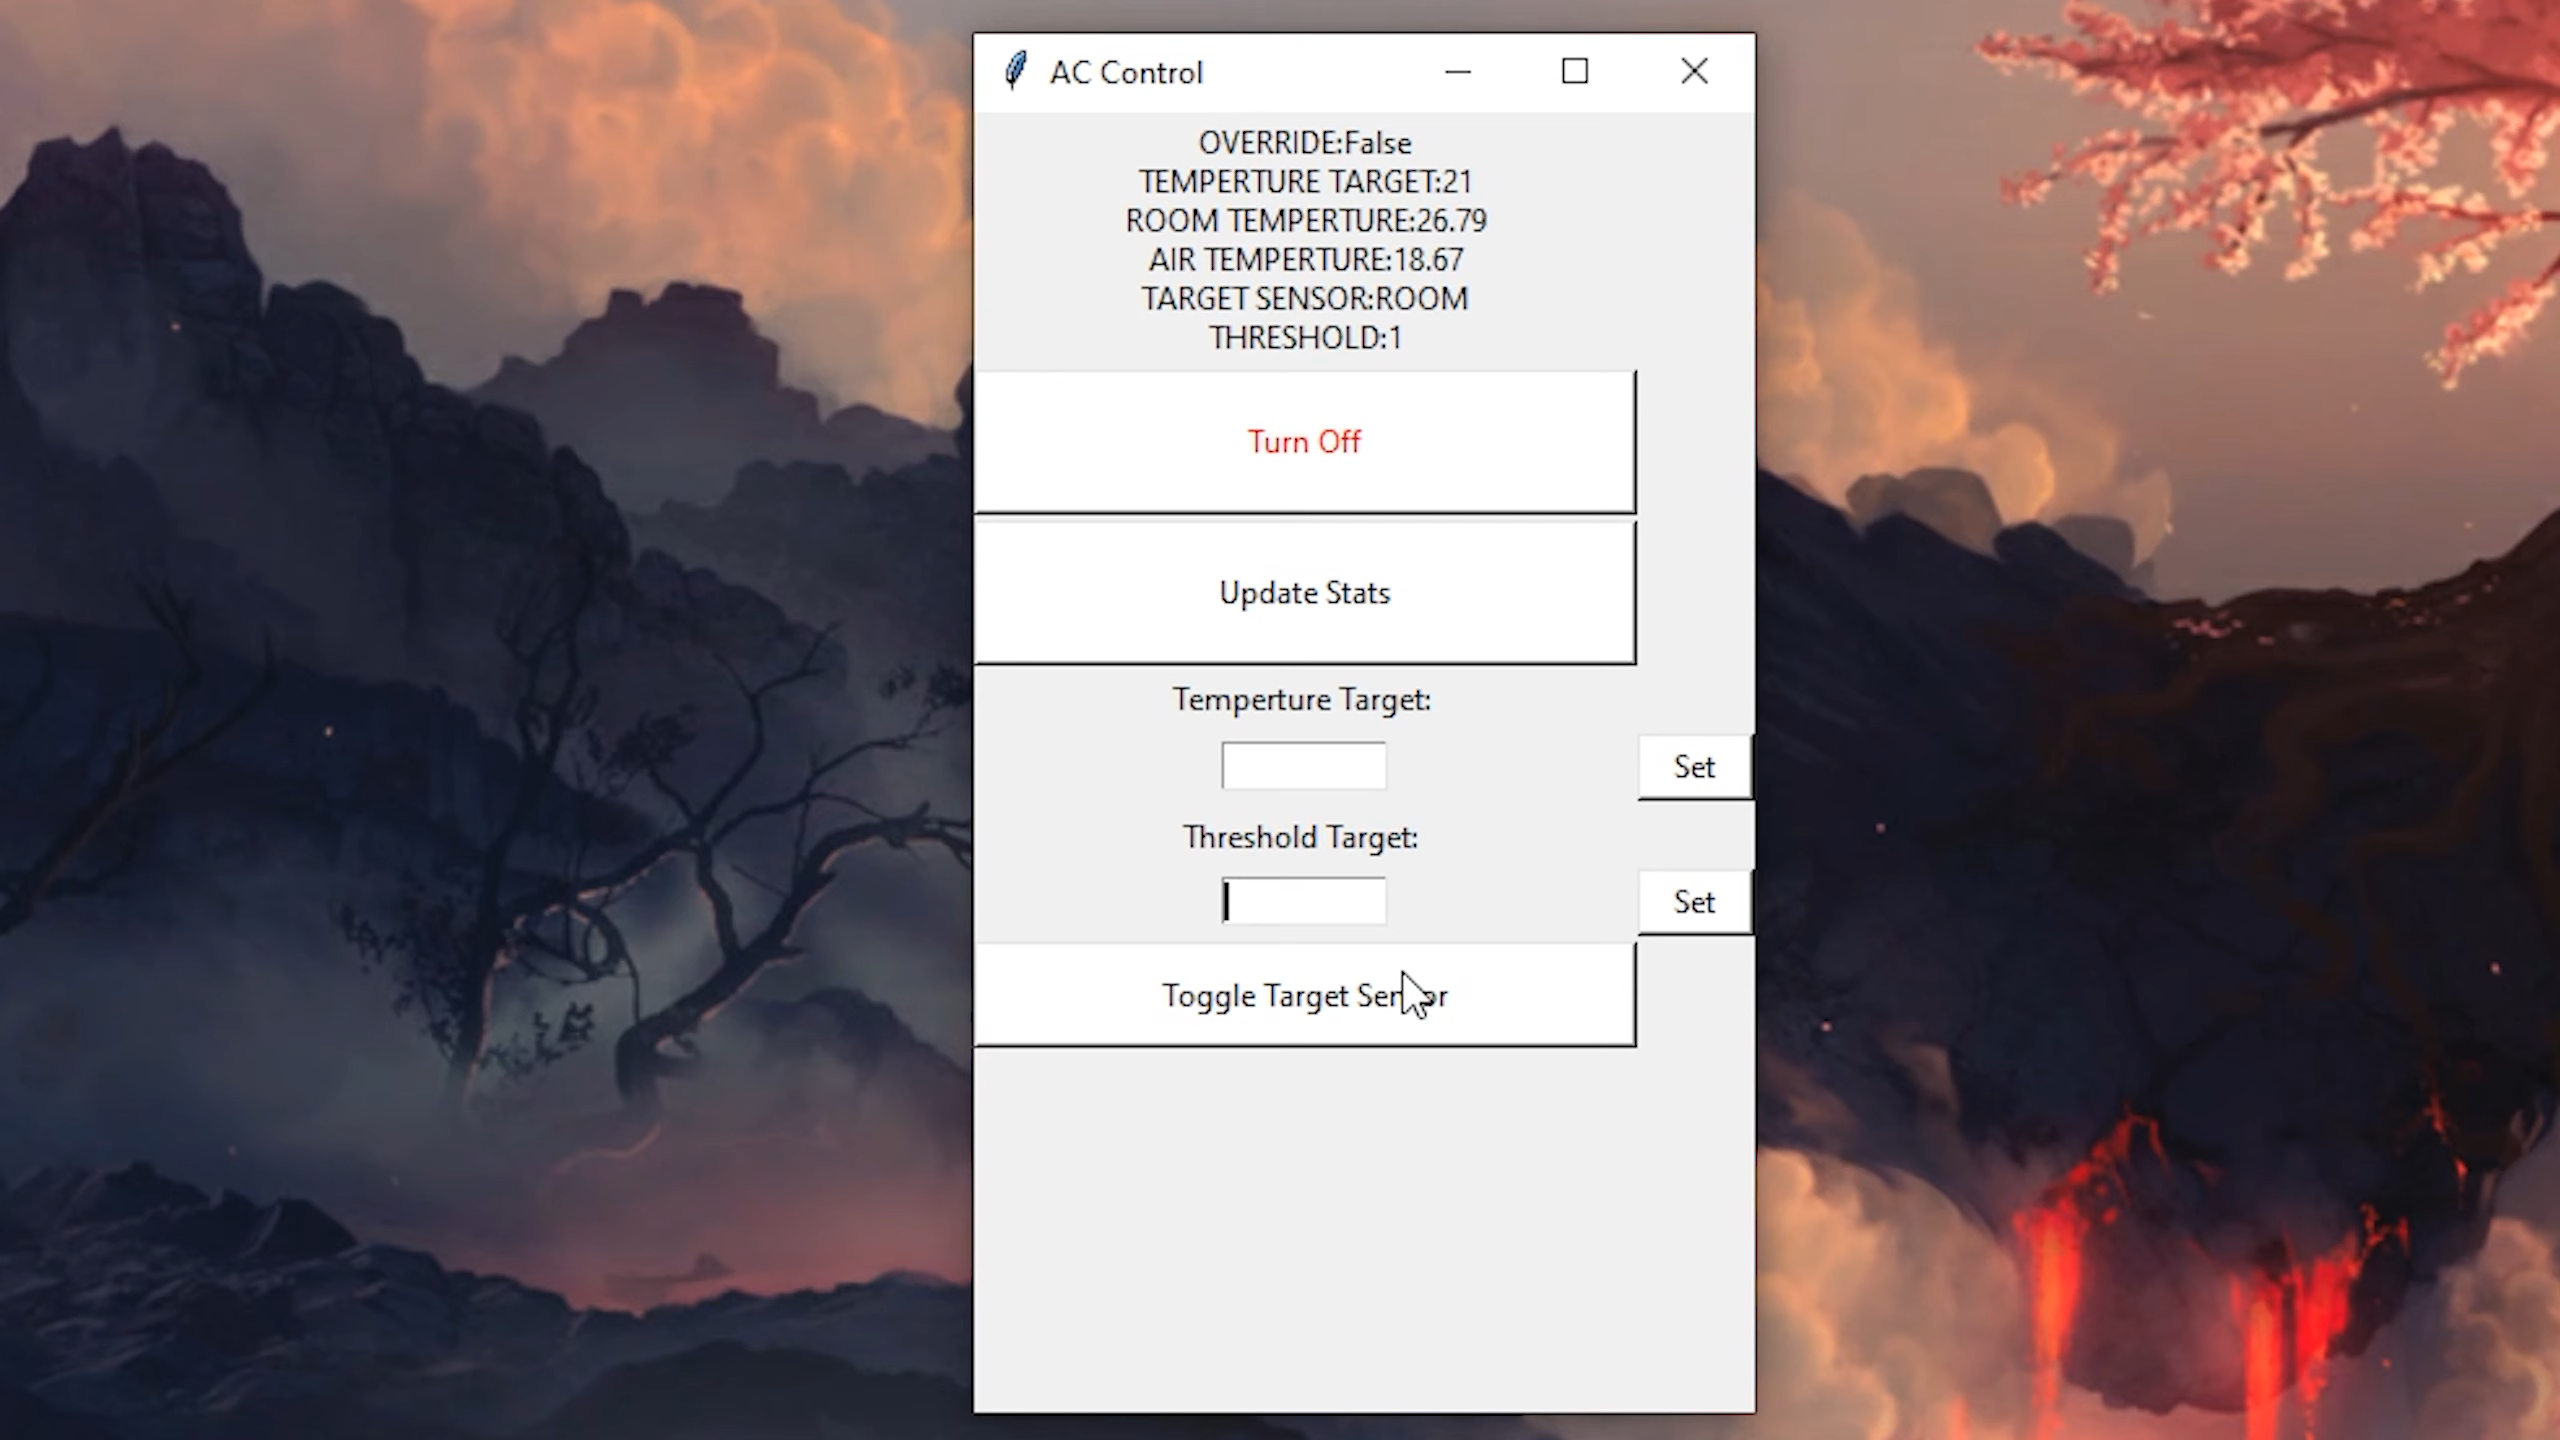 AC Control
OVERRIDE:False
TEMPERTURE TARGET:21
ROOM TEMPERTURE:26.79
AIR TEMPERTURE:18.67
TARGET SENSOR:ROOM
THRESHOLD:1
Turn Off
Update Stats
Temperture Target:
Set
Threshold Target:
Set
Toggle Target Sensor